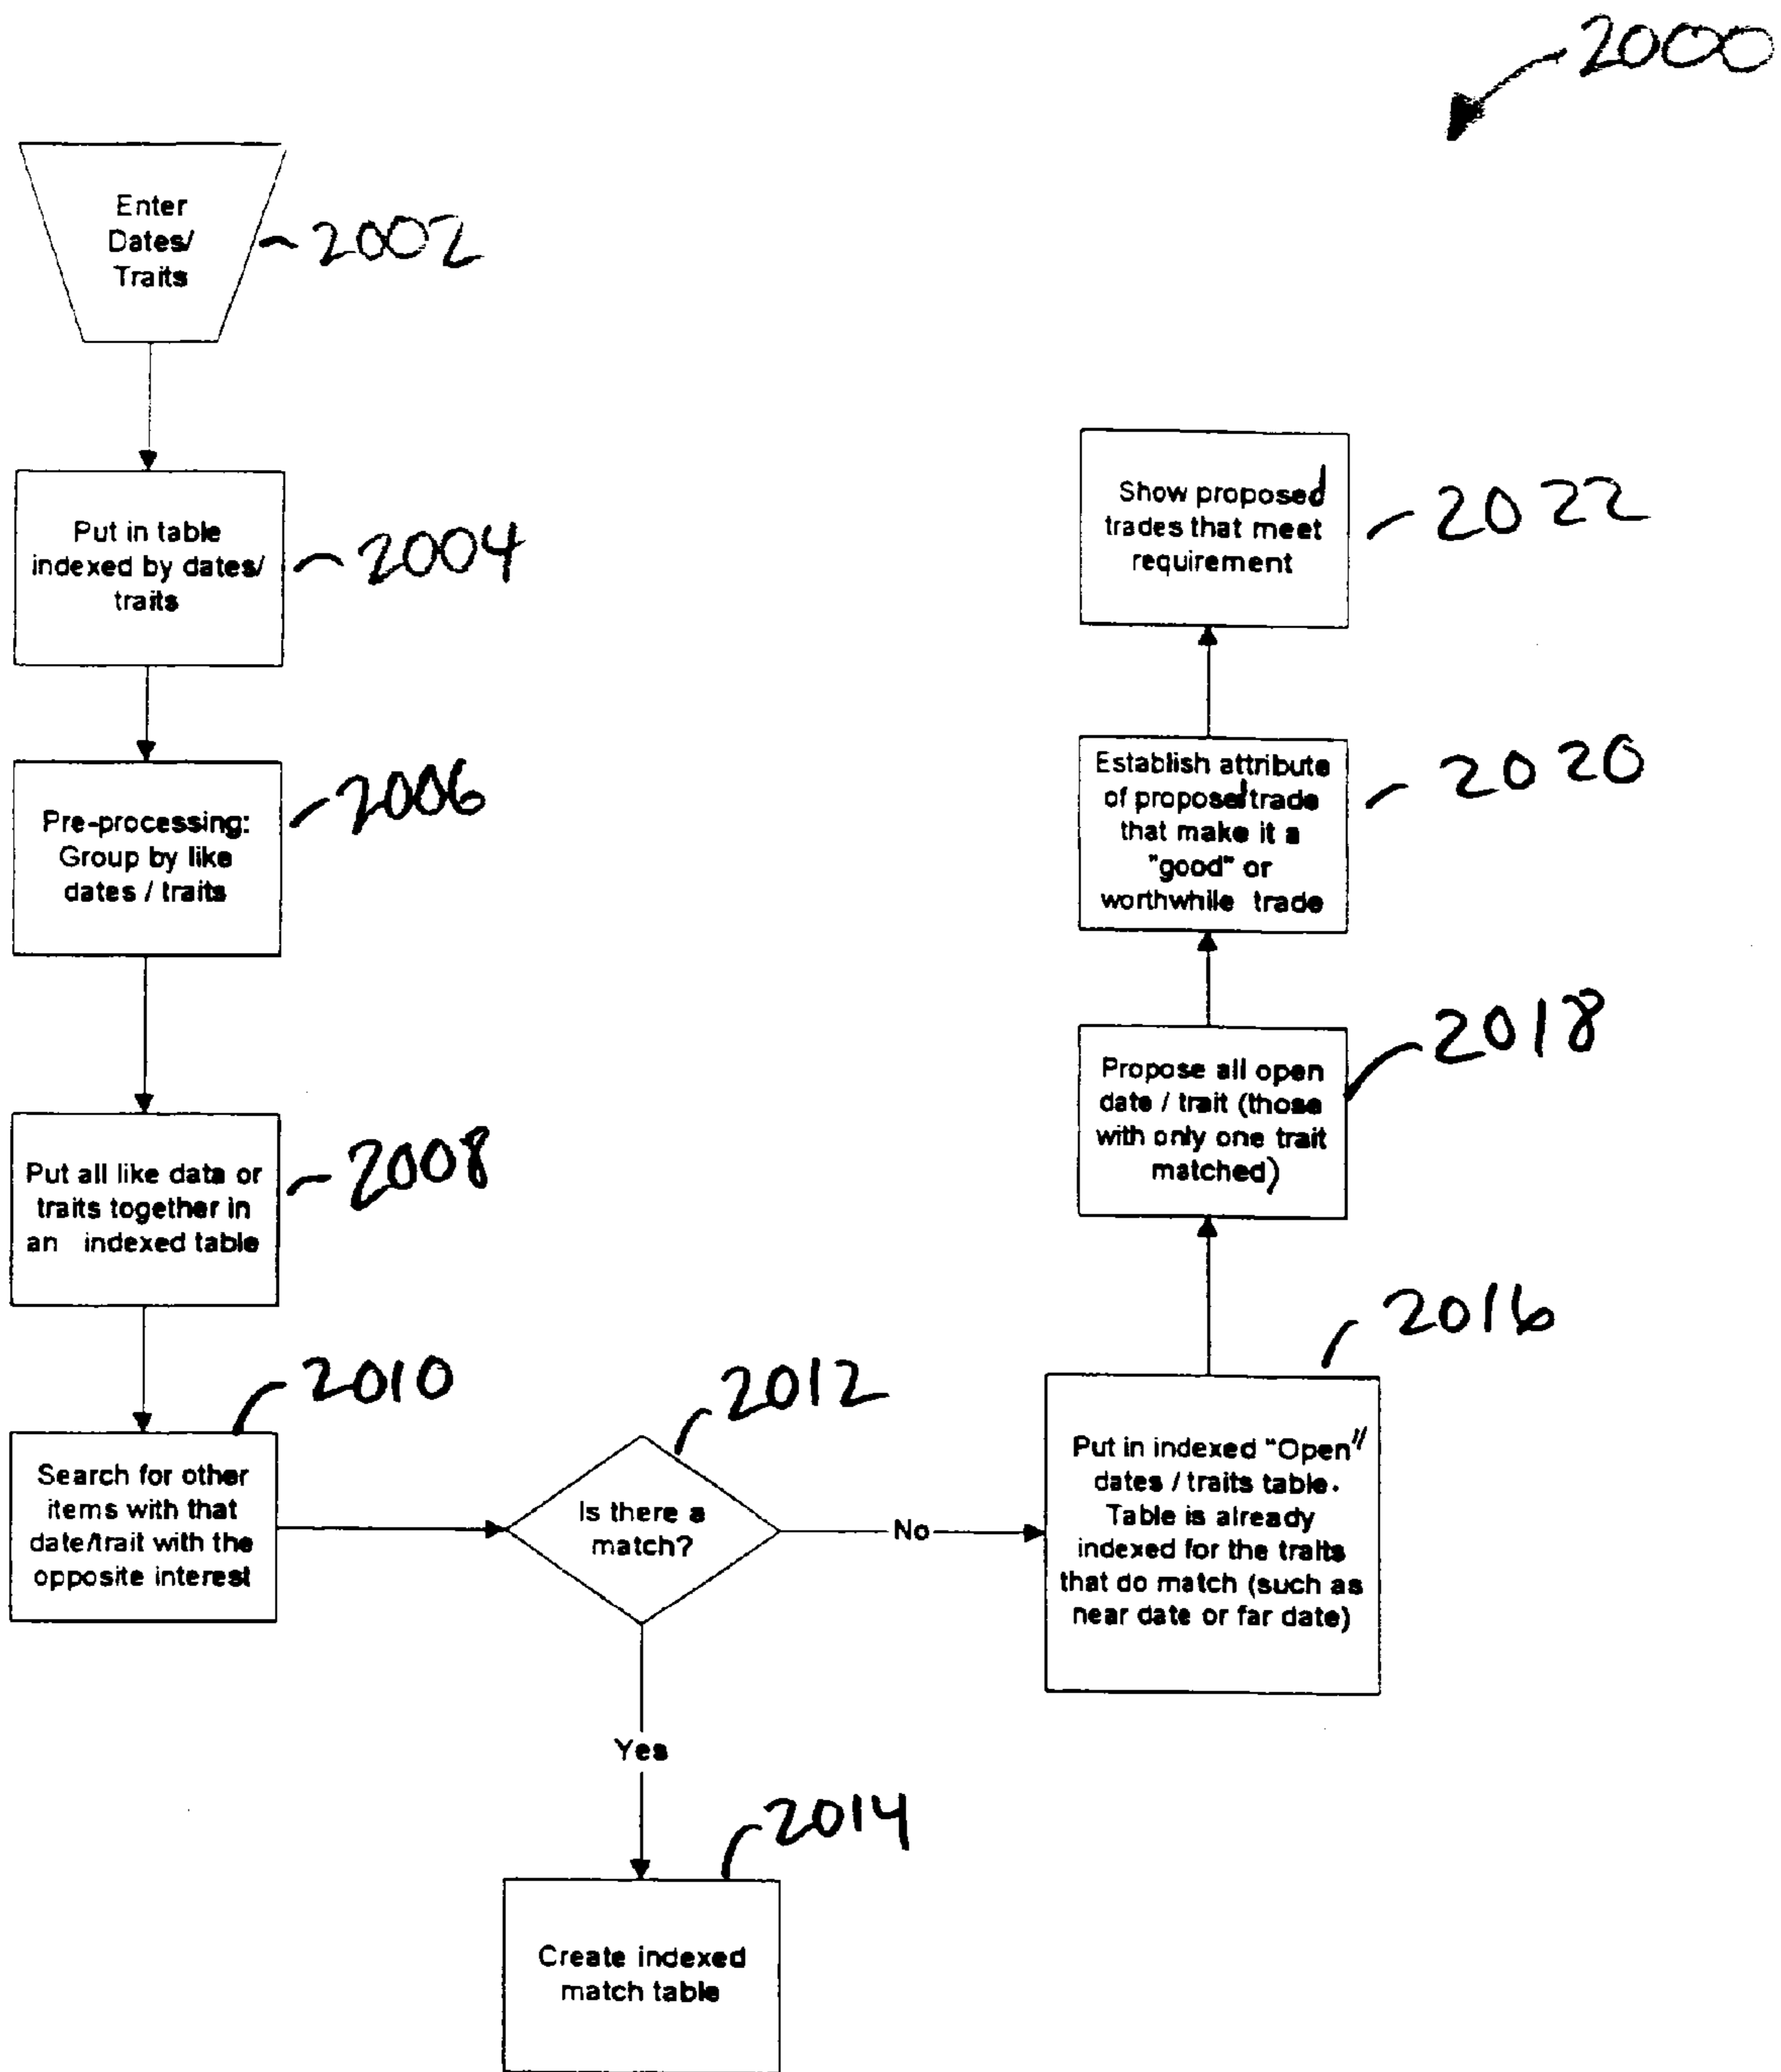 2000
Enter
Dates/
Traits
2002
Put in table
indexed by dates/
traits
2004
Pre-processing:
Group by like
dates / traits
2006
Put all like data or
traits together in
an indexed table
2008
Search for other
items with that
date/trait with the
opposite interest
2010
Is there a
match?
2012
Yes
Create indexed
match table
2014
No
Put in indexed "Open"
dates / traits table.
Table is already
indexed for the traits
that do match (such as
near date or far date)
2016
Propose all open
date / trait (those
with only one trait
matched)
2018
Establish attribute
of proposed trade
that make it a
"good" or
worthwhile trade
2020
Show proposed
trades that meet
requirement
2022